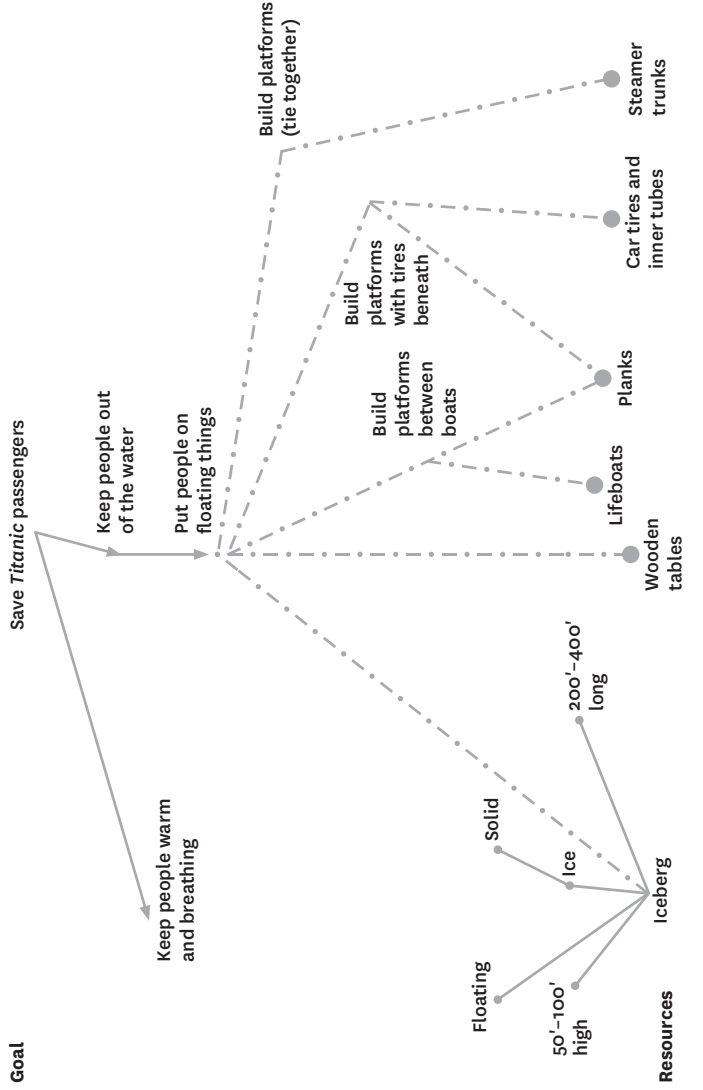 Goal
Save Titanic passengers
Keep people warm
and breathing
Keep people out
of the water
Put people on
floating things
Build platforms
(tie together)
Build
platforms
with tires
beneath
Build
platforms
between
boats
Floating
Solid
Ice
50'–100'
high
200'–400'
long
Iceberg
Wooden
tables
Lifeboats
Planks
Car tires and
inner tubes
Steamer
trunks
Resources